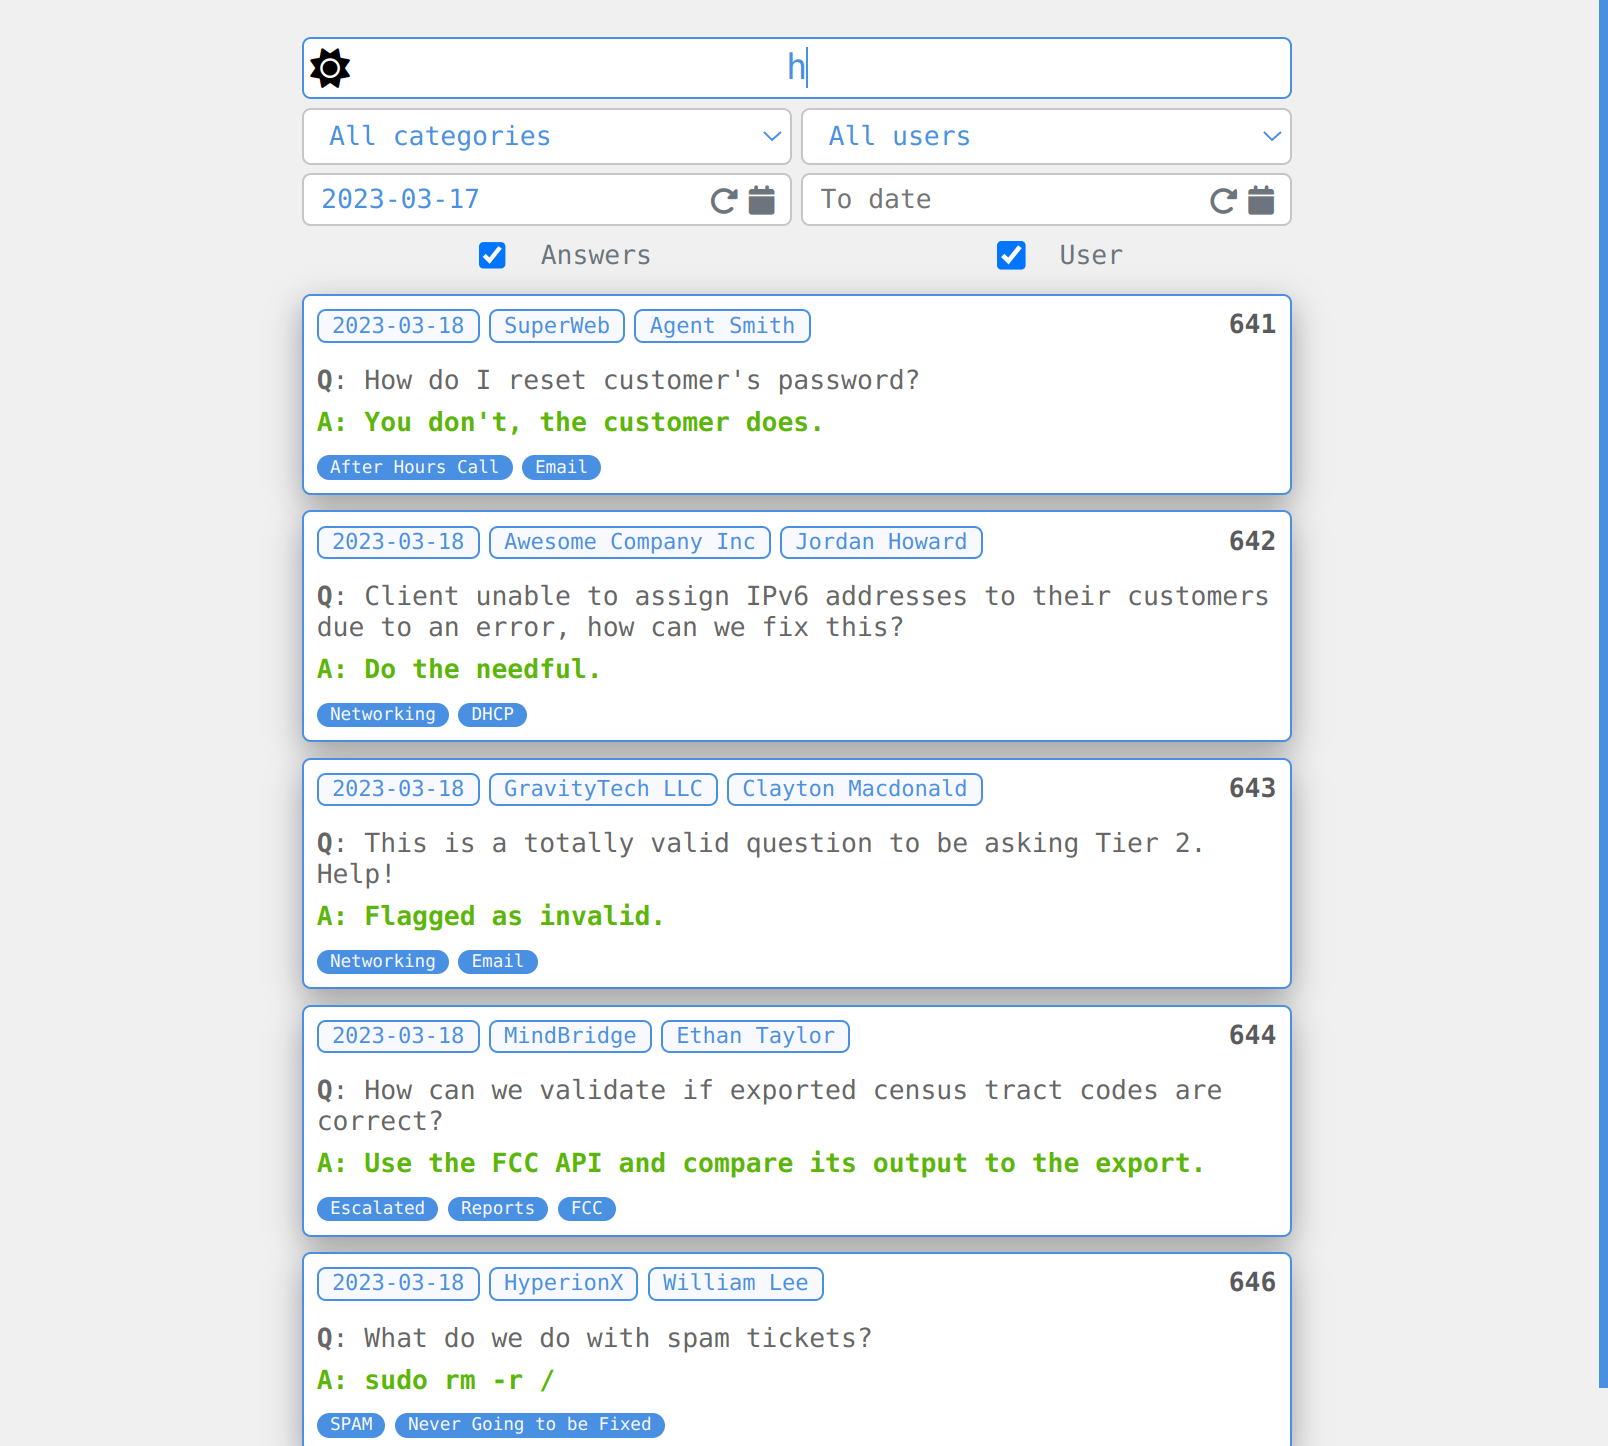 h
All categories All users
2023-03-17 To date
Answers User
2023-03-18 SuperWeb Agent Smith 641
Q: How do I reset customer's password?
A: You don't, the customer does.
After Hours Call Email
2023-03-18 Awesome Company Inc Jordan Howard 642
Q: Client unable to assign IPv6 addresses to their customers
due to an error, how can we fix this?
A: Do the needful.
Networking DHCP
2023-03-18 GravityTech LLC Clayton Macdonald 643
Q: This is a totally valid question to be asking Tier 2.
Help!
A: Flagged as invalid.
Networking Email
2023-03-18 MindBridge Ethan Taylor 644
Q: How can we validate if exported census tract codes are
correct?
A: Use the FCC API and compare its output to the export.
Escalated Reports FCC
2023-03-18 HyperionX William Lee 646
Q: What do we do with spam tickets?
A: sudo rm -r /
SPAM Never Going to be Fixed